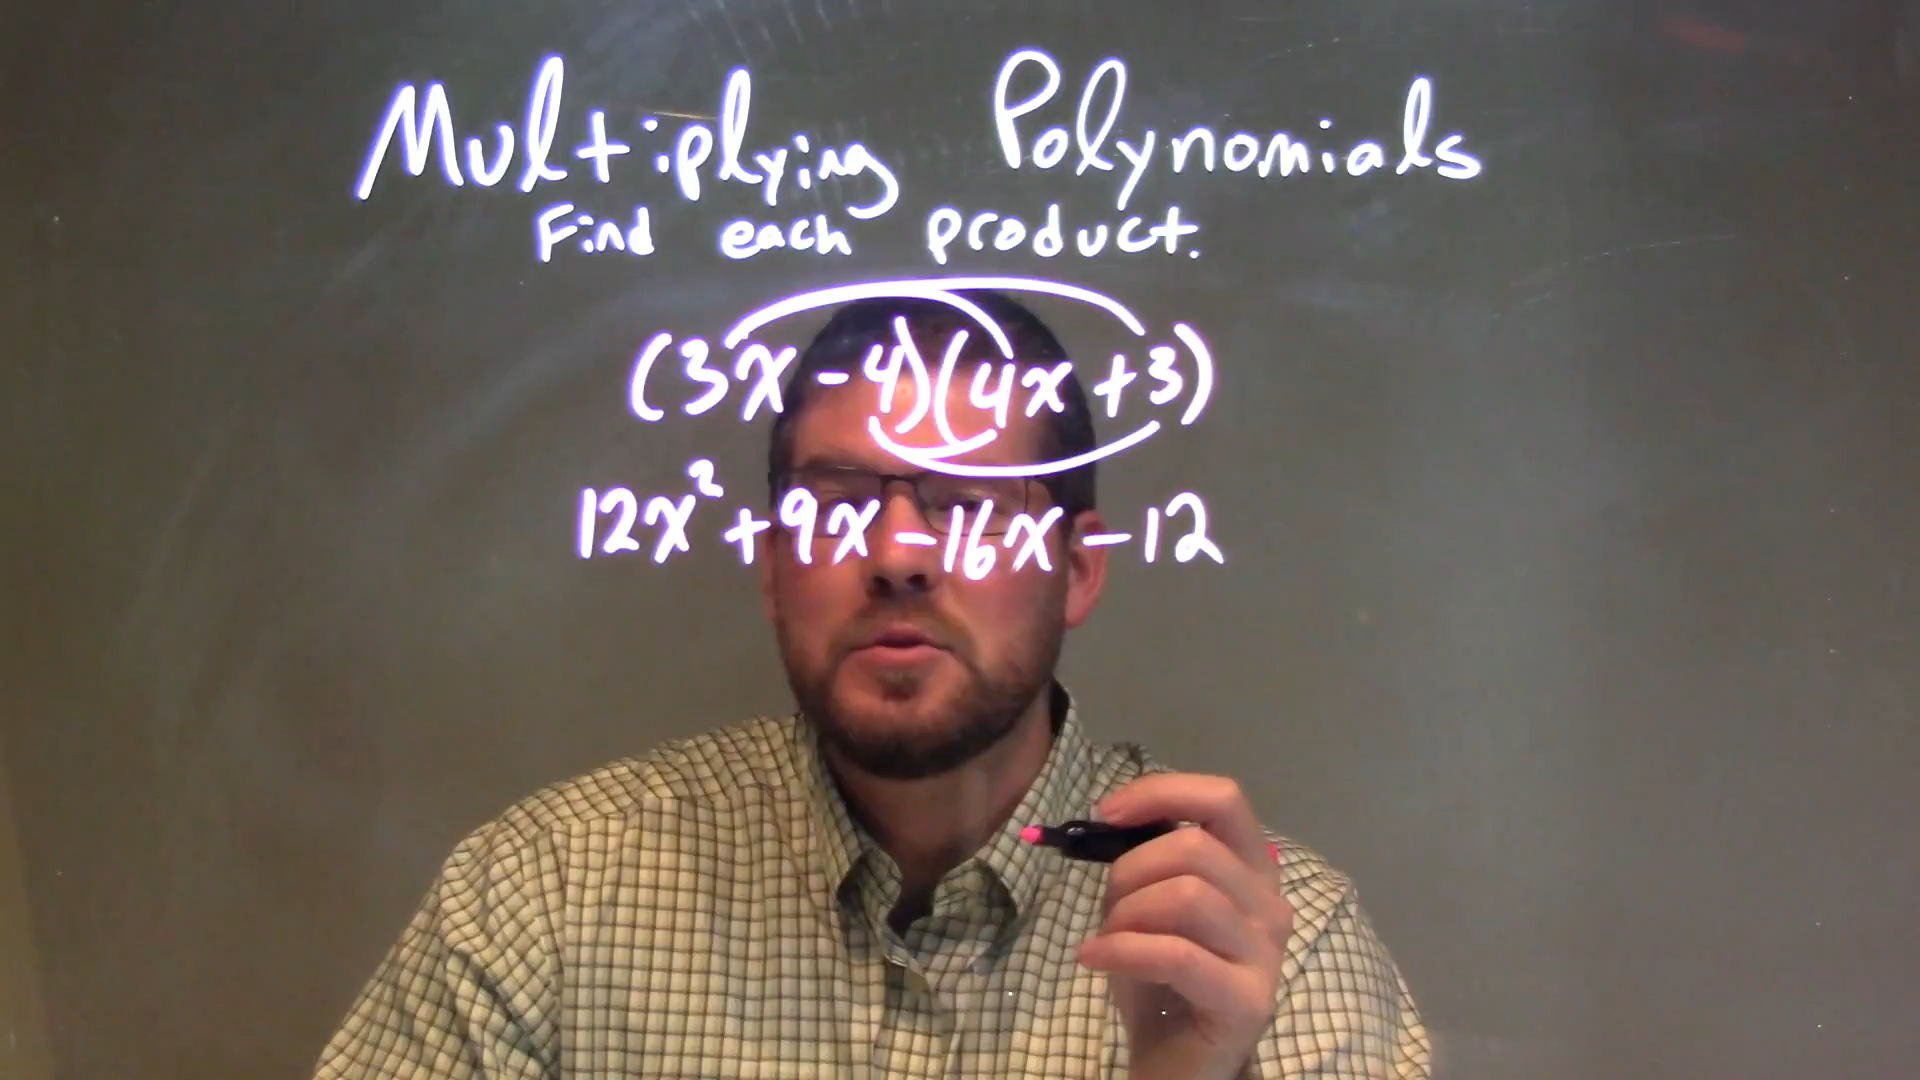 Multiplying Polynomials
Find each product.
(3x-4)(4x+3)
12x²+9x-16x-12